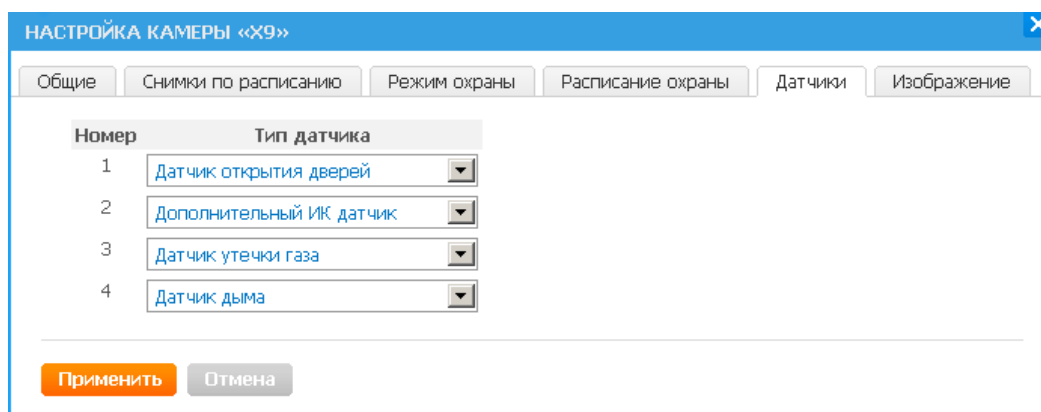 НАСТРОЙКА КАМЕРЫ «X9»
Общие Снимки по расписанию Режим охраны Расписание охраны Датчики Изображение
Номер Тип датчика
1 Датчик открытия дверей
2 Дополнительный ИК датчик
3 Датчик утечки газа
4 Датчик дыма
Применить Отмена